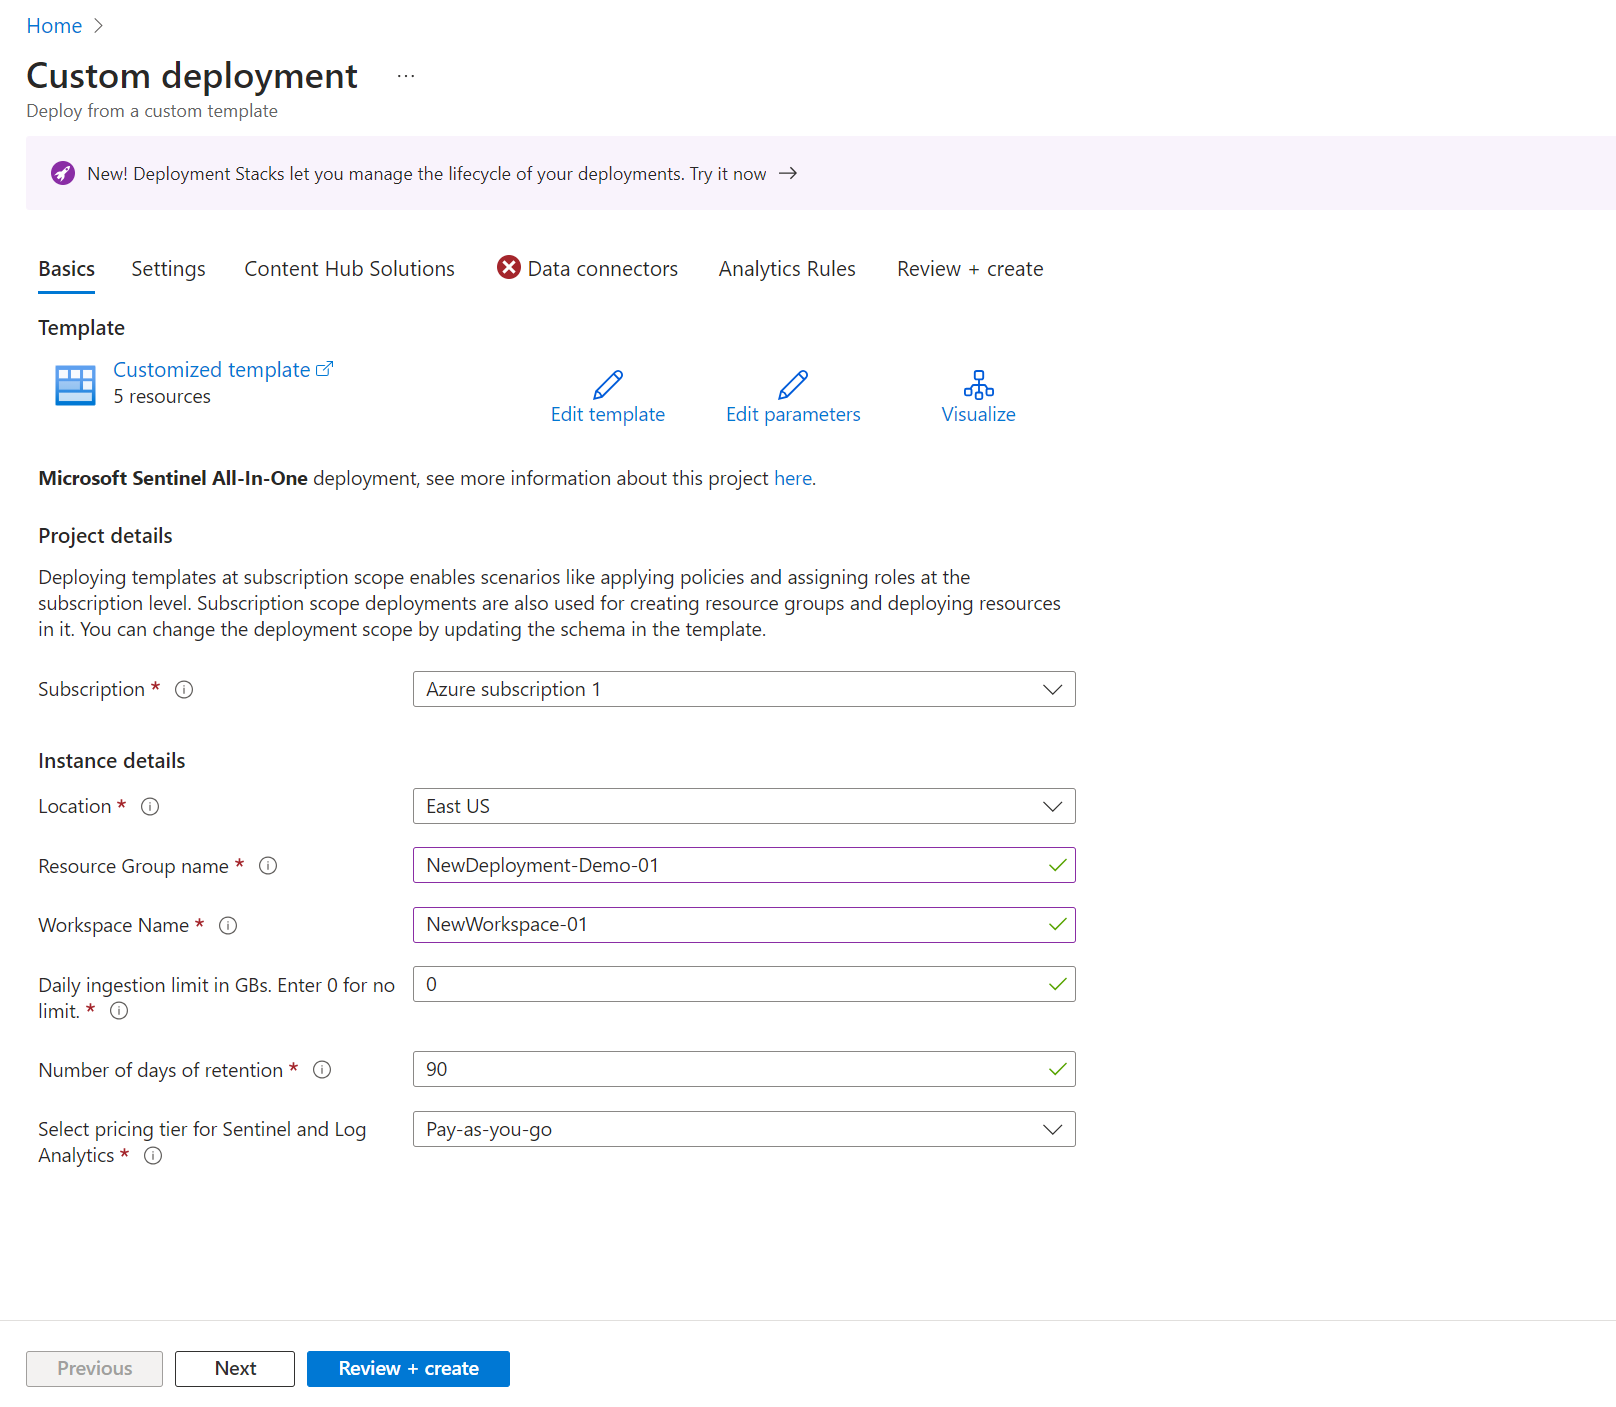 Home
Custom deployment ...
Deploy from a custom template
New! Deployment Stacks let you manage the lifecycle of your deployments. Try it now →
Basics Settings Content Hub Solutions Data connectors Analytics Rules Review + create
Template
Customized template
5 resources
Edit template Edit parameters Visualize
Microsoft Sentinel All-In-One deployment, see more information about this project here.
Project details
Deploying templates at subscription scope enables scenarios like applying policies and assigning roles at the
subscription level. Subscription scope deployments are also used for creating resource groups and deploying resources
in it. You can change the deployment scope by updating the schema in the template.
Subscription * Azure subscription 1
Instance details
Location * East US
Resource Group name * NewDeployment-Demo-01
Workspace Name * NewWorkspace-01
Daily ingestion limit in GBs. Enter 0 for no 0
limit. *
Number of days of retention * 90
Select pricing tier for Sentinel and Log Pay-as-you-go
Analytics *
Previous Next Review + create